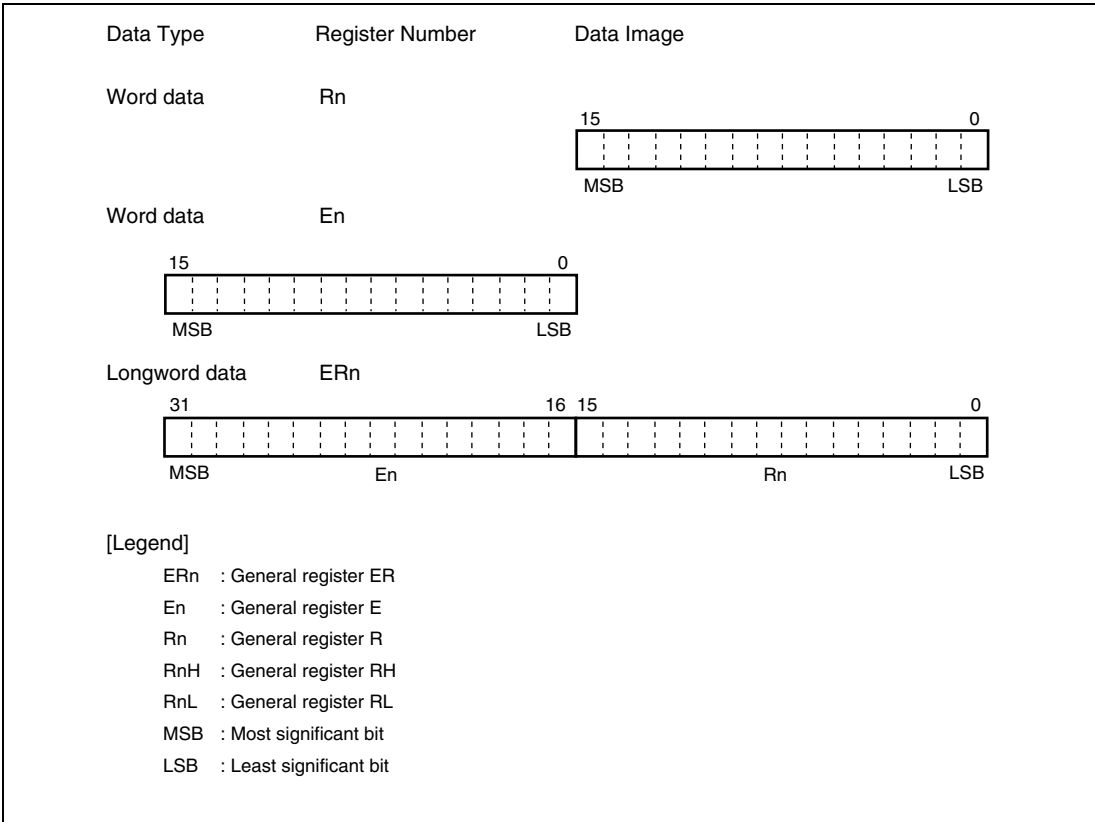 Data Type Register Number Data Image
Word data Rn
15 0
MSB LSB
Word data En
15 0
MSB LSB
Longword data ERn
31 16 15 0
MSB En Rn LSB
[Legend]
ERn : General register ER
En : General register E
Rn : General register R
RnH : General register RH
RnL : General register RL
MSB : Most significant bit
LSB : Least significant bit